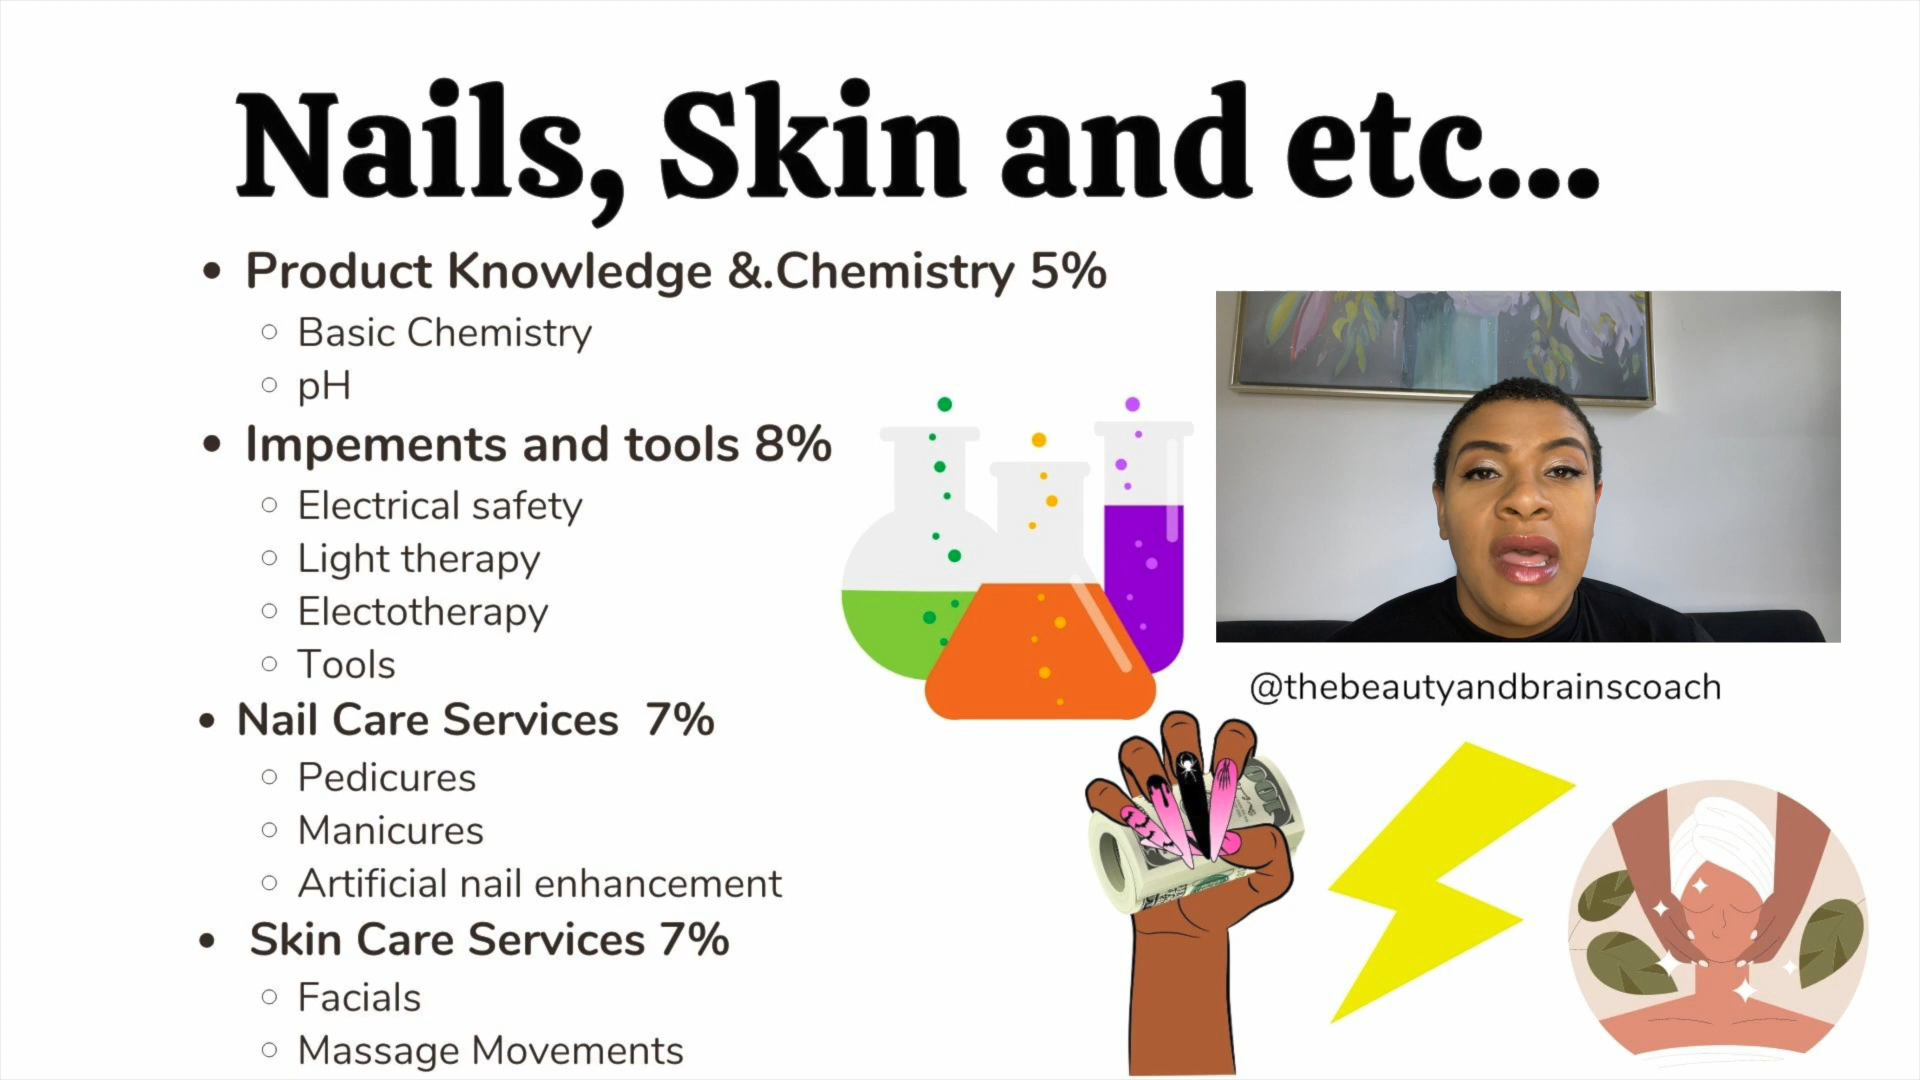 Nails, Skin and etc...
Product Knowledge &.Chemistry 5%
Basic Chemistry
pH
Impements and tools 8%
Electrical safety
Light therapy
Electotherapy
Tools
Nail Care Services 7%
Pedicures
Manicures
Artificial nail enhancement
Skin Care Services 7%
Facials
Massage Movements
@thebeautyandbrainscoach
100